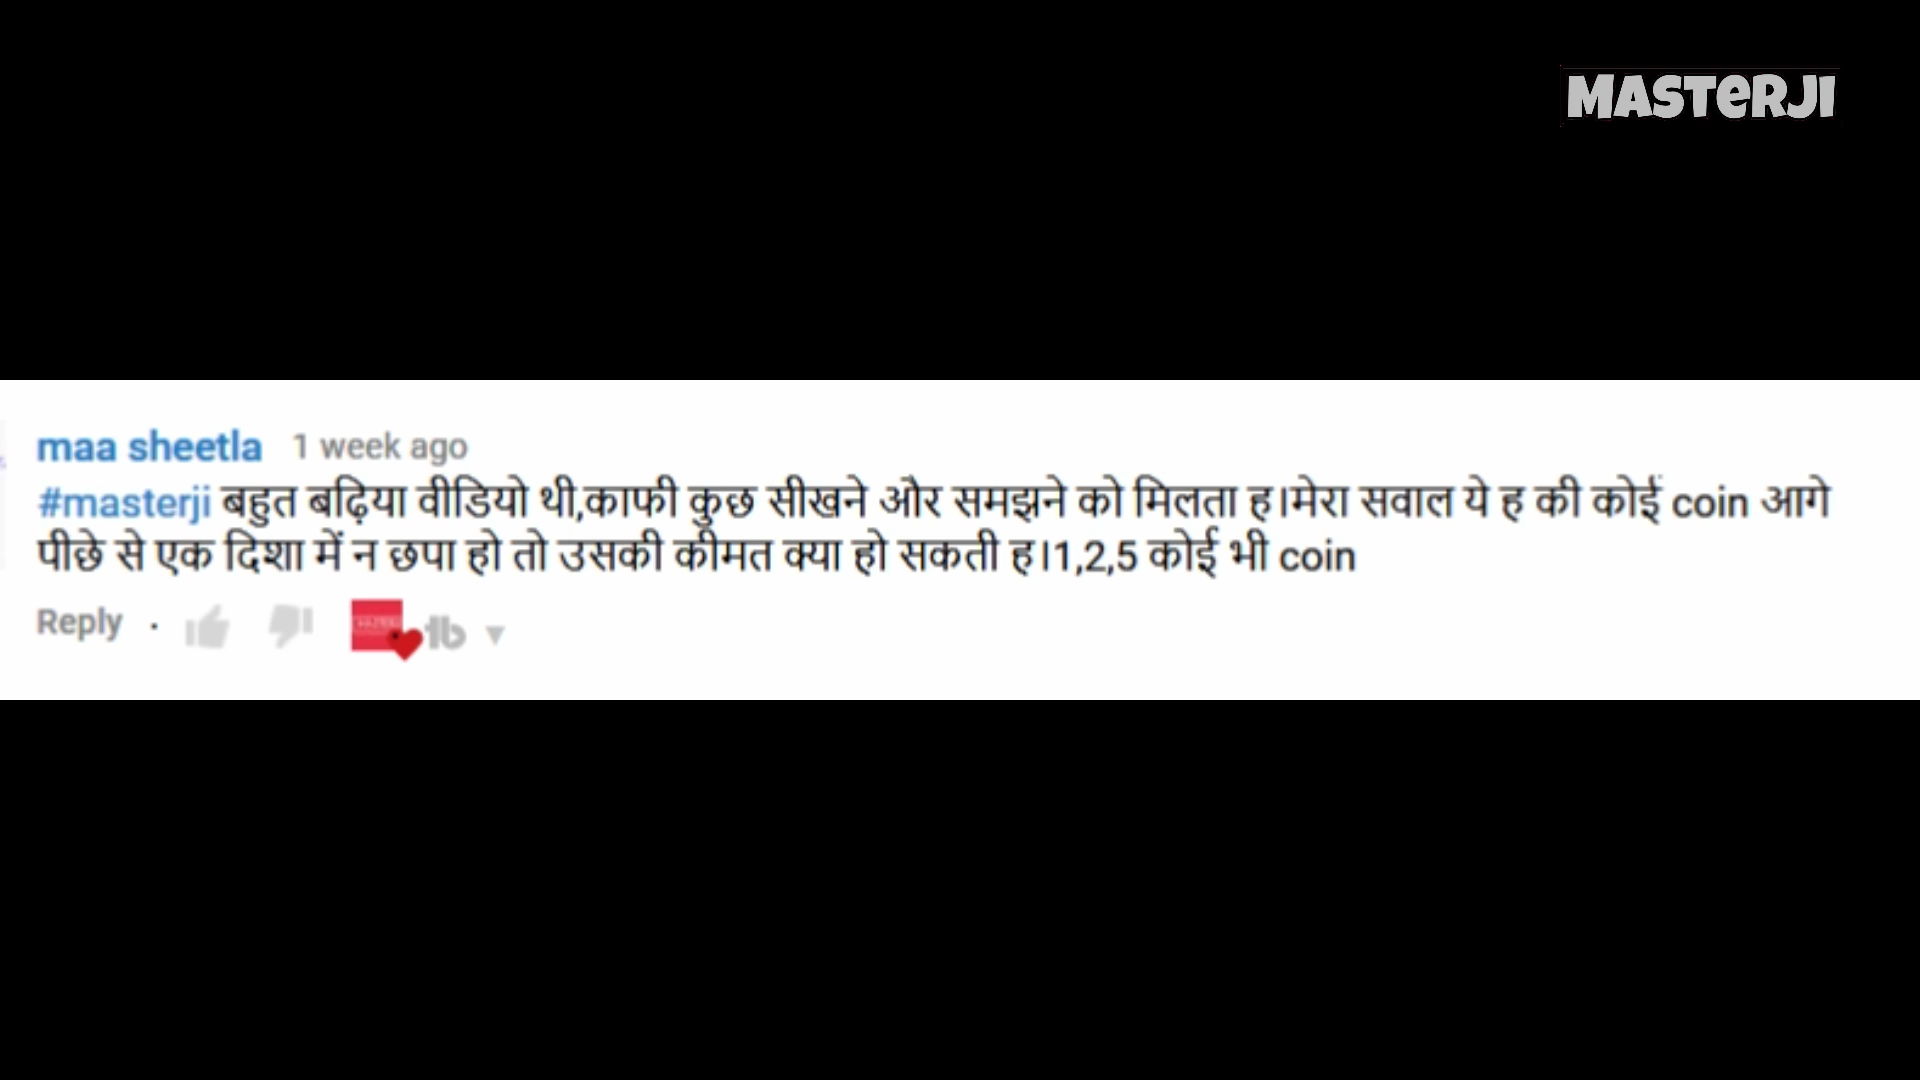 MASTERJI
maa sheetla 1 week ago
#masterji बहुत बढ़िया वीडियो थी,काफी कुछ सीखने और समझने को मिलता ह।मेरा सवाल ये ह की कोई coin आगे
पीछे से एक दिशा में न छपा हो तो उसकी कीमत क्या हो सकती ह।1,2,5 कोई भी coin
Reply